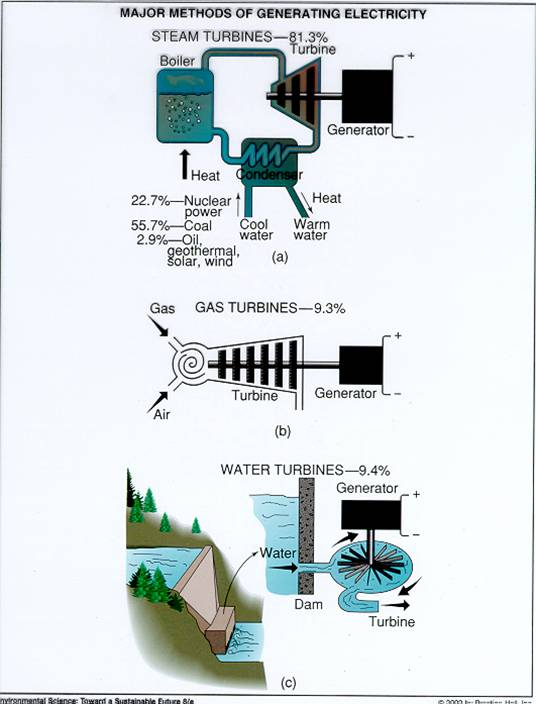 MAJOR METHODS OF GENERATING ELECTRICITY
STEAM TURBINES—81.3%
Turbine
Boiler
+
Generator
−
Heat
Condenser
22.7%—Nuclear
power
55.7%—Coal
2.9%—Oil,
geothermal,
solar, wind
Cool
water
Heat
Warm
water
(a)
Gas
GAS TURBINES—9.3%
+
Turbine
Generator
−
Air
(b)
WATER TURBINES—9.4%
Generator
+
−
Water
Dam
Turbine
(c)
nvironmental Science: Toward a Sustainable Future 8/e
© 2002 by Prentice Hall, Inc.